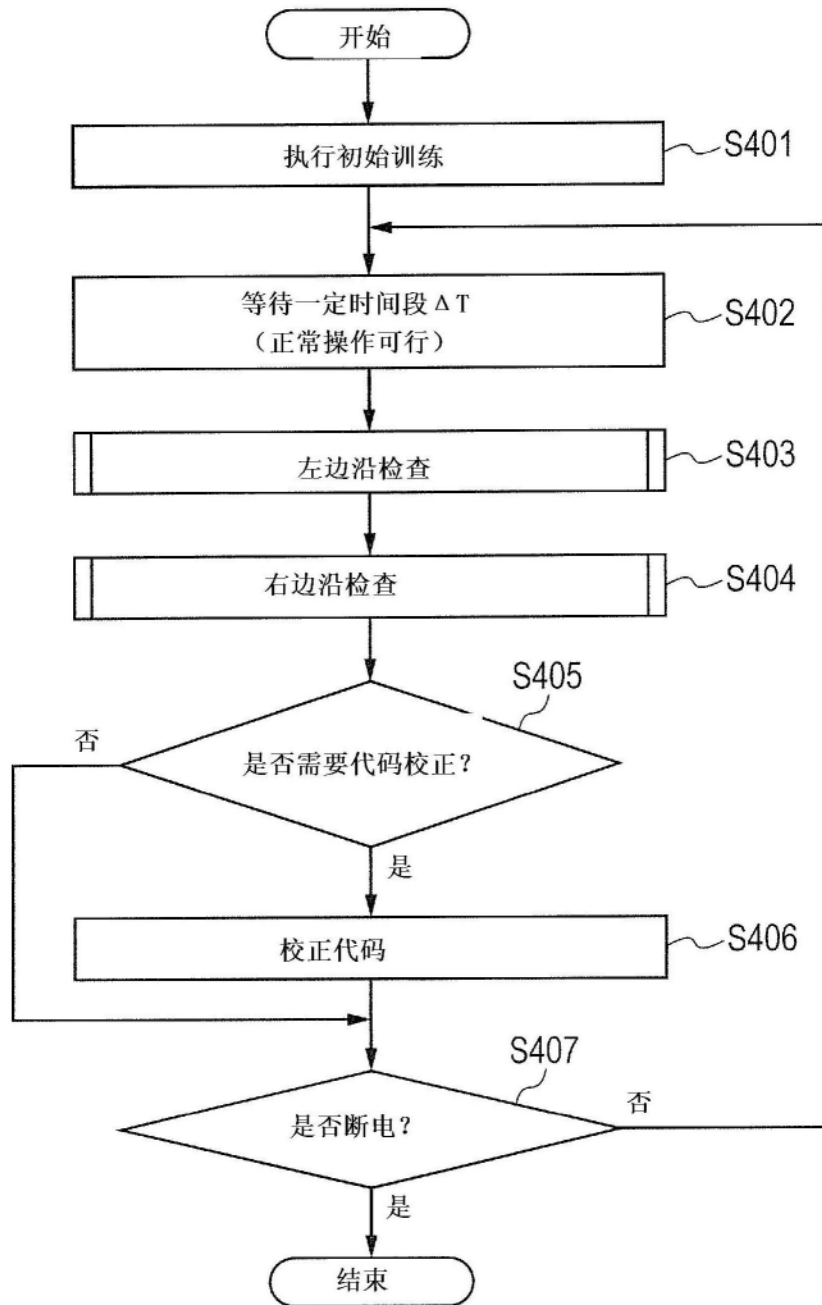 开始
执行初始训练
S401
等待一定时间段ΔT
（正常操作可行）
S402
左边沿检查
S403
右边沿检查
S404
S405
否
是否需要代码校正？
是
校正代码
S406
S407
是否断电？
否
是
结束